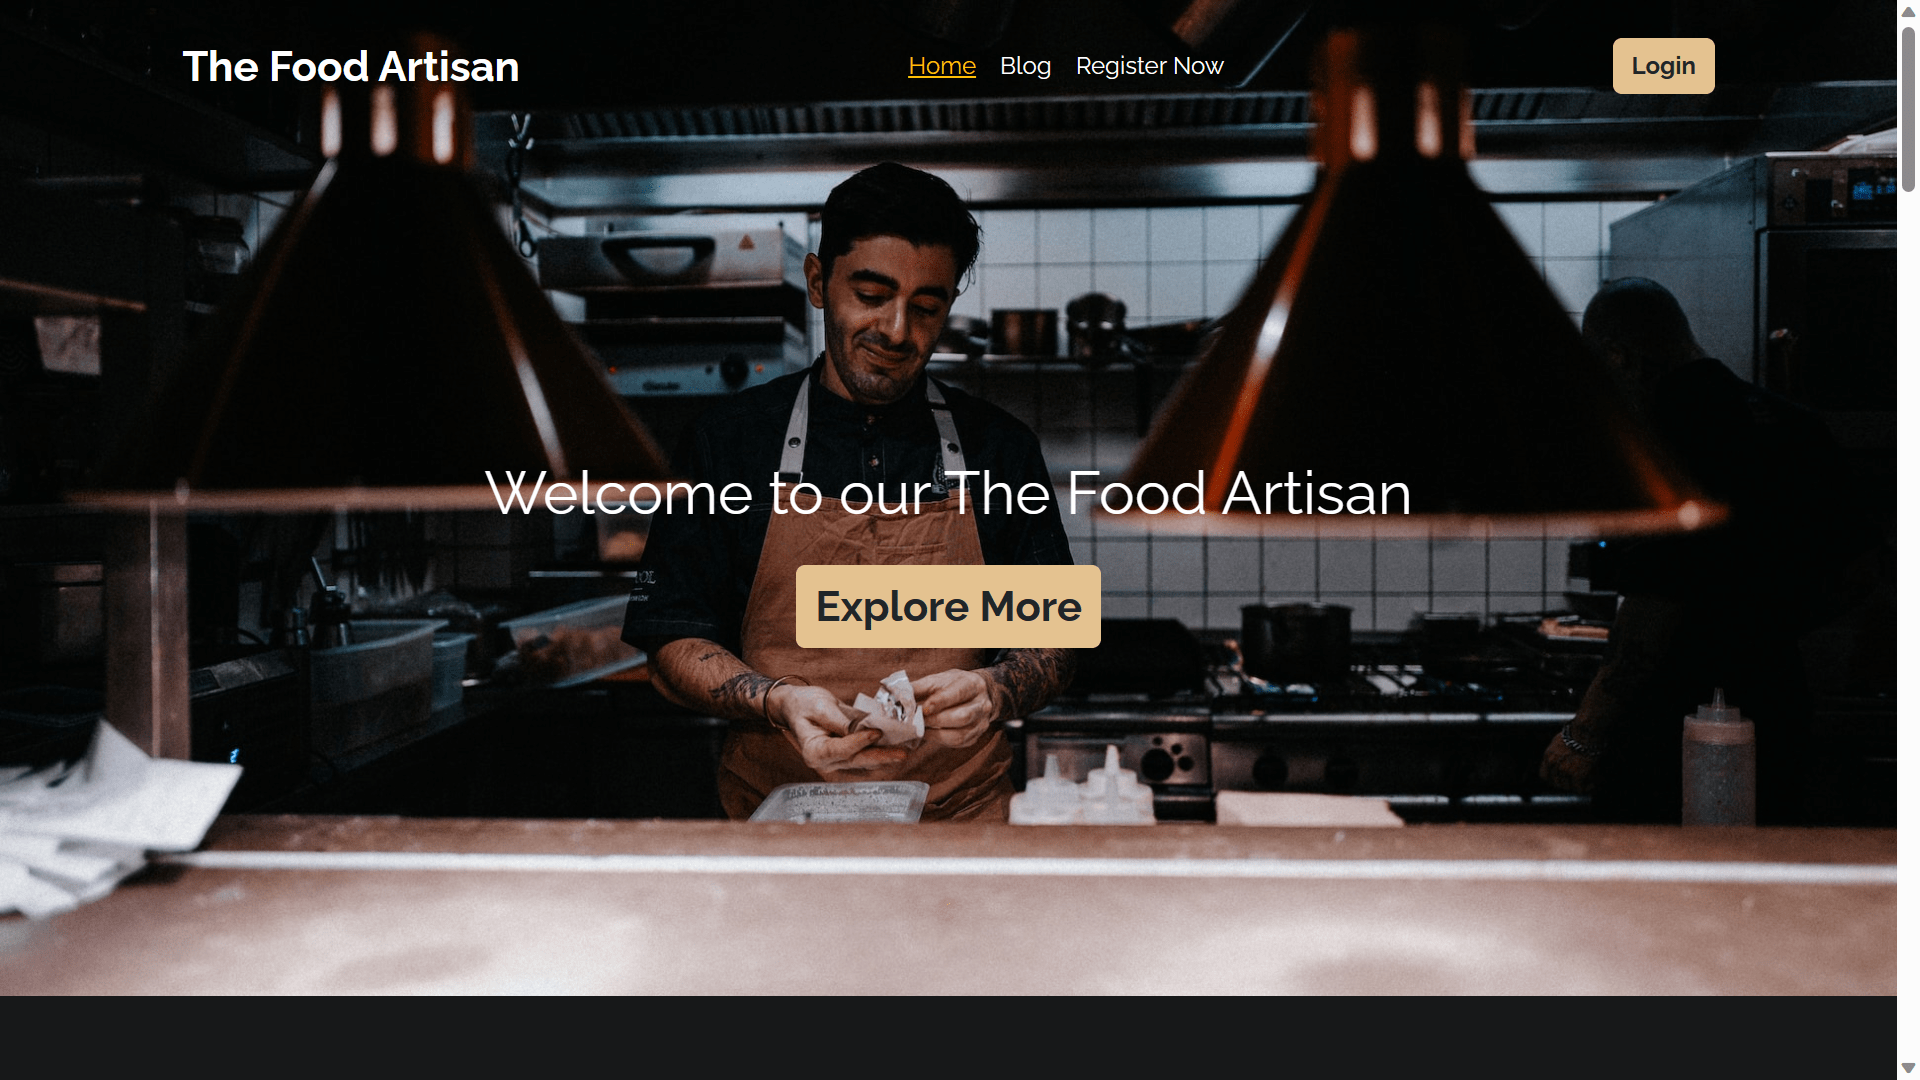 The Food Artisan
Home Blog Register Now
Login
Welcome to our The Food Artisan
Explore More